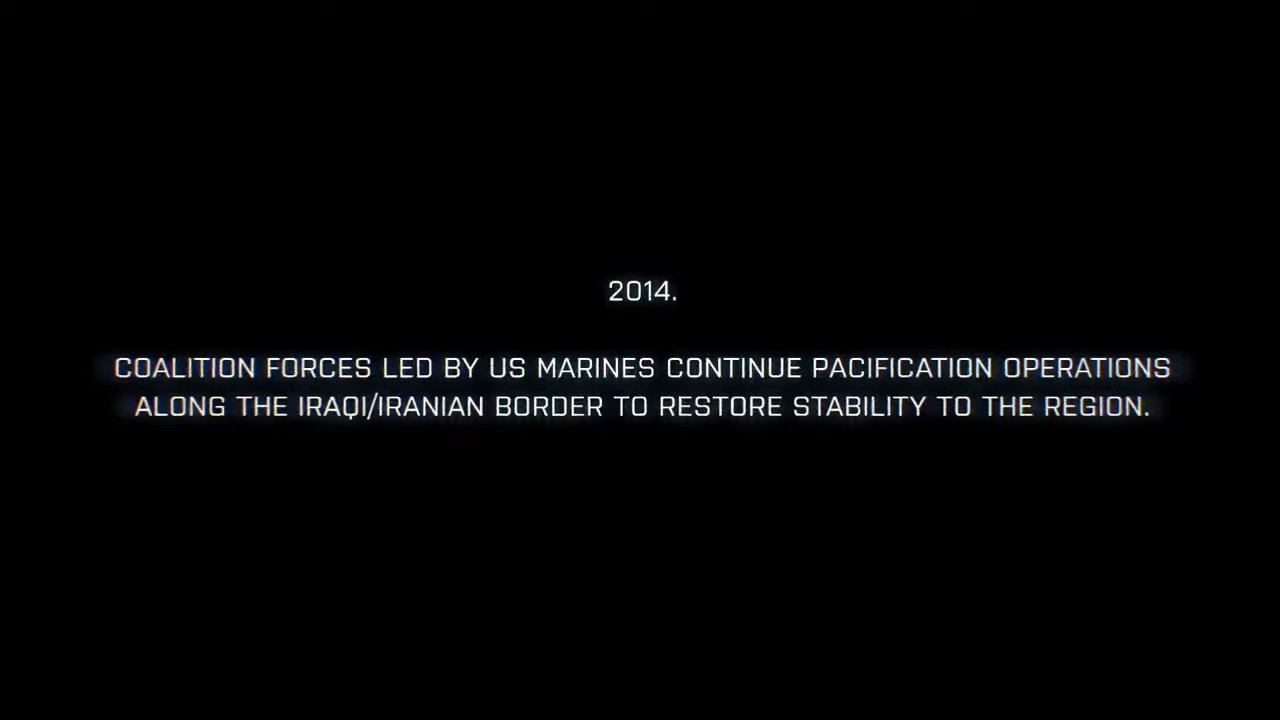 2014.
COALITION FORCES LED BY US MARINES CONTINUE PACIFICATION OPERATIONS
ALONG THE IRAQI/IRANIAN BORDER TO RESTORE STABILITY TO THE REGION.